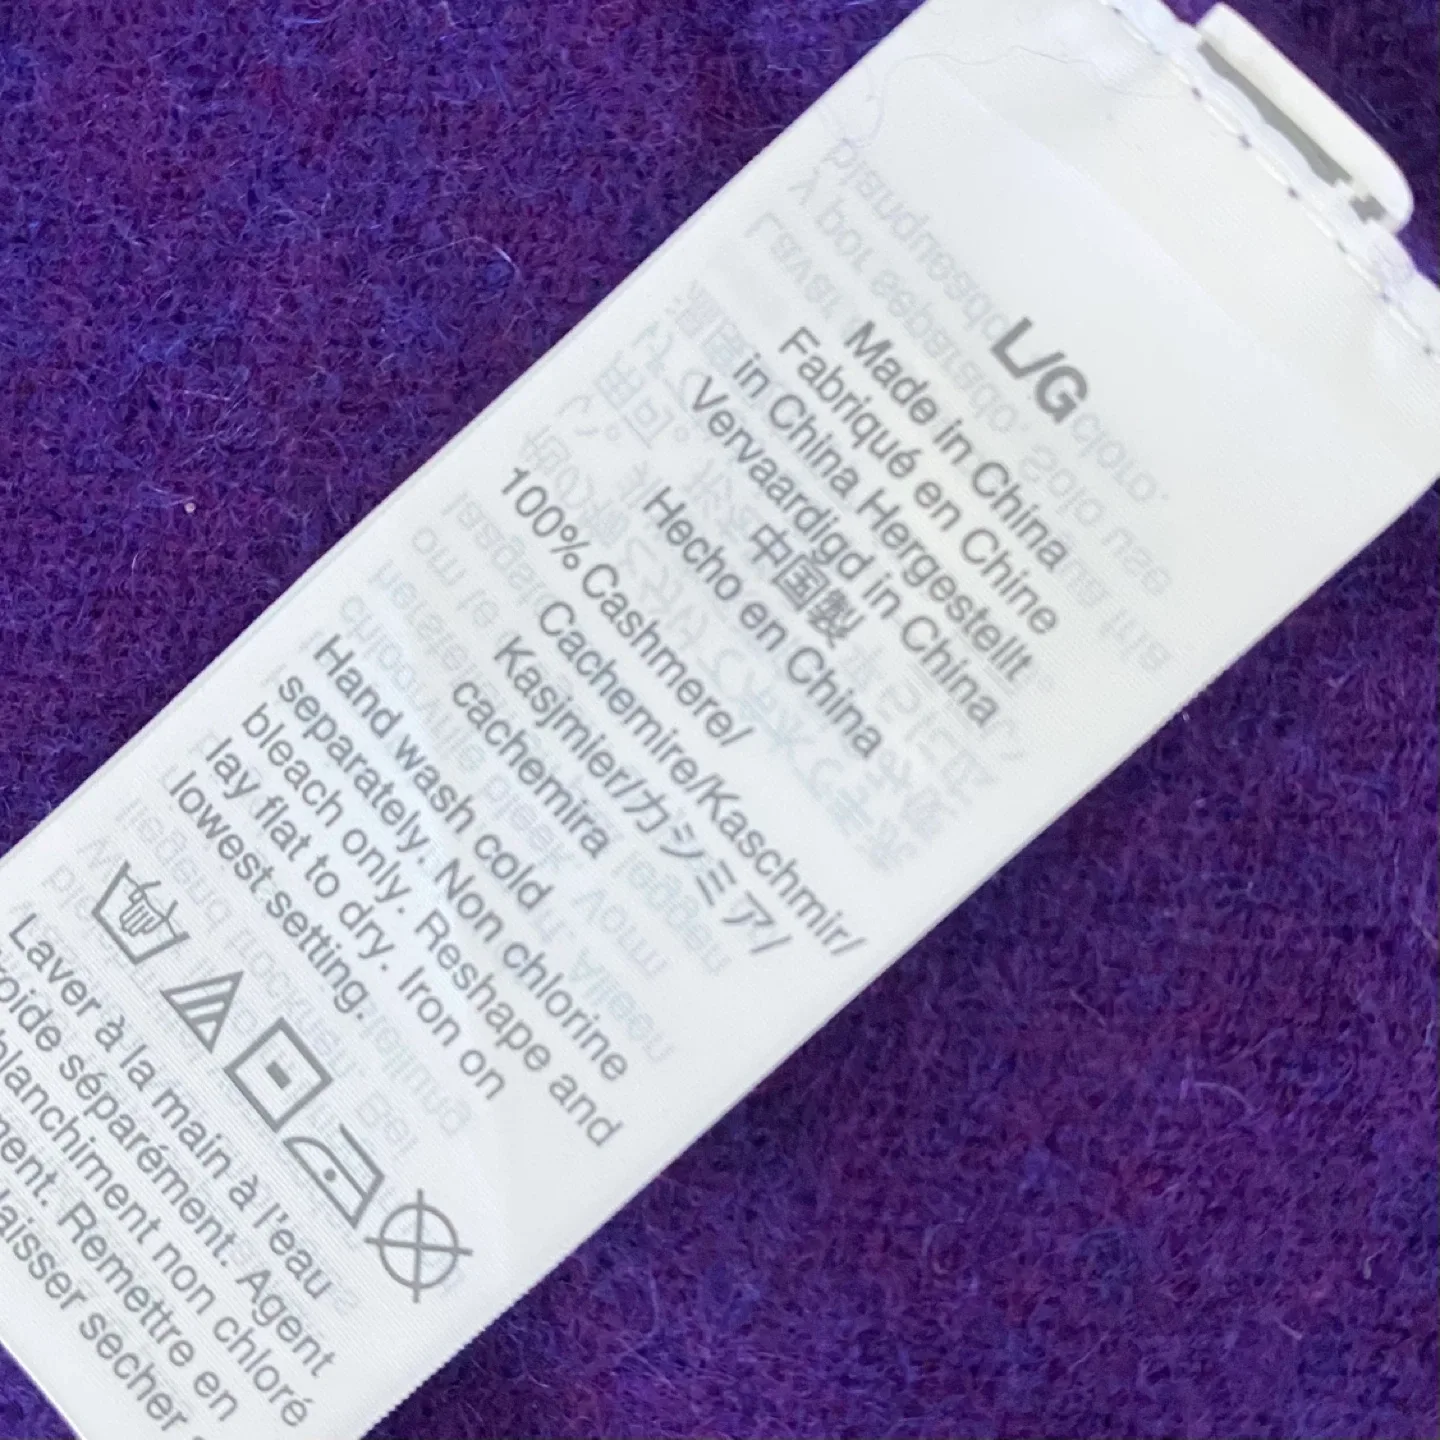 L/G
Made in China
Fabriqué en Chine
in China Hergestellt
Vervaardigd in China
中国製
Hecho en China
100% Cashmere/
Cachemire/Kaschmir/
Kasjmier/カシミア/
cachemira
Hand wash cold
separately. Non chlorine
bleach only. Reshape and
lay flat to dry. Iron on
lowest setting.
Laver à la main à l'eau
froide séparément. Agent
blanchiment non chloré
Remettre en
laisser sécher